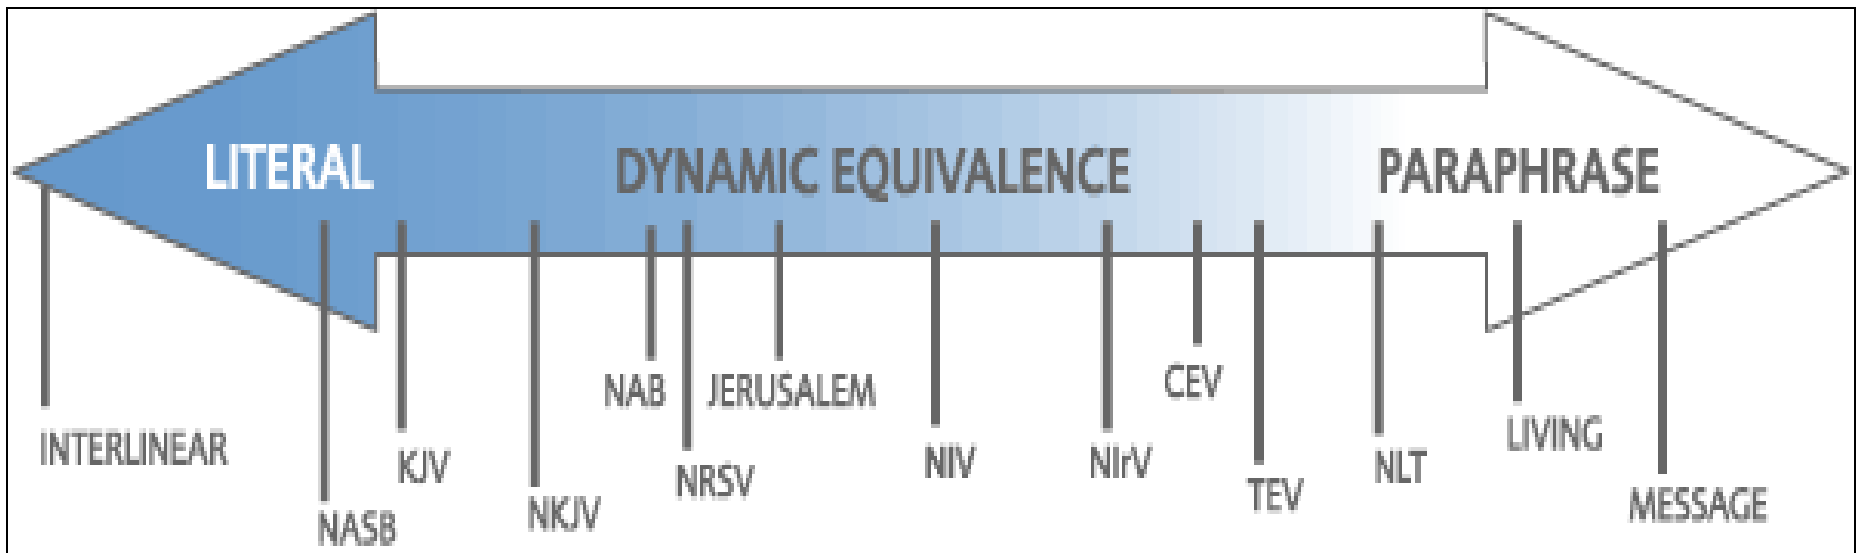 LITERAL DYNAMIC EQUIVALENCE PARAPHRASE
INTERLINEAR
NASB
KJV
NKJV
NAB
NRSV
JERUSALEM
NIV
NIrV
CEV
TEV
NLT
LIVING
MESSAGE